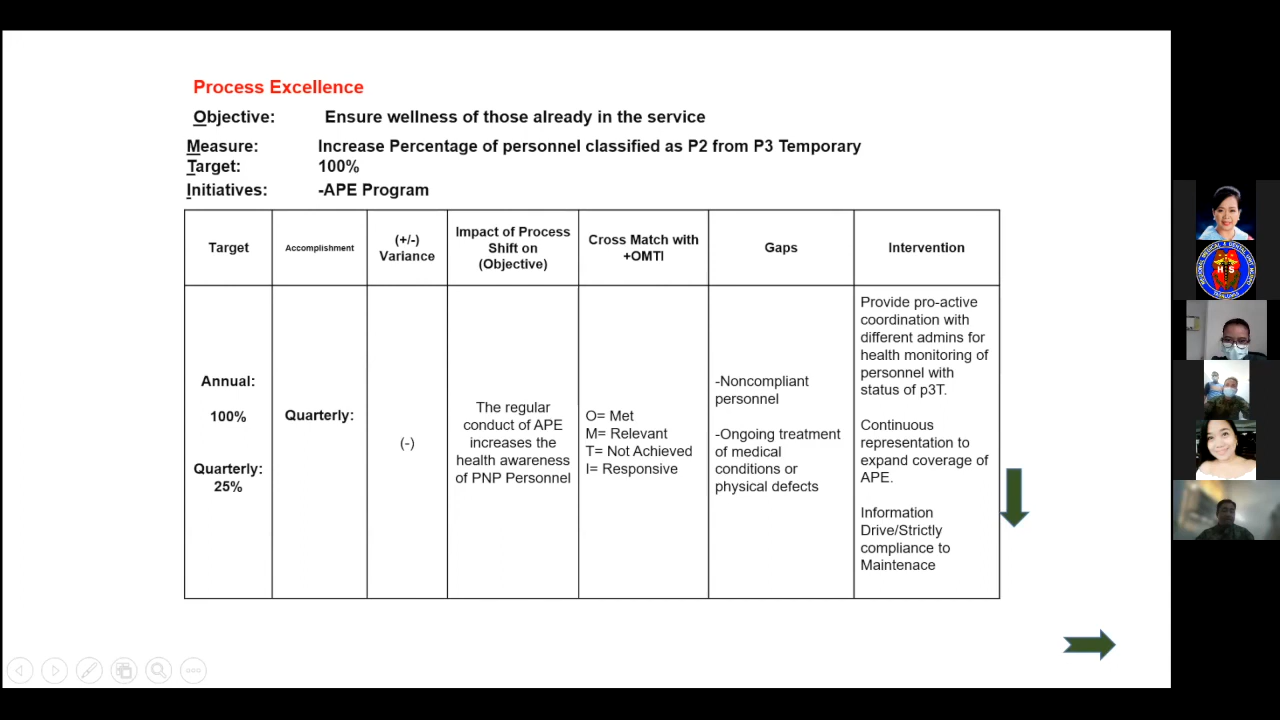 Process Excellence
Objective: Ensure wellness of those already in the service
Measure: Increase Percentage of personnel classified as P2 from P3 Temporary
Target: 100%
Initiatives: -APE Program
Target
Accomplishment
(+/-)
Variance
Impact of Process
Shift on
(Objective)
Cross Match with
+OMTI
Gaps
Intervention
Annual:
100%
Quarterly:
25%
Quarterly:
(-)
The regular
conduct of APE
increases the
health awareness
of PNP Personnel
O= Met
M= Relevant
T= Not Achieved
I= Responsive
-Noncompliant
personnel
-Ongoing treatment
of medical
conditions or
physical defects
Provide pro-active
coordination with
different admins for
health monitoring of
personnel with
status of p3T.
Continuous
representation to
expand coverage of
APE.
Information
Drive/Strictly
compliance to
Maintenace
REGIONAL MEDICAL & DENTAL UNIT
HS